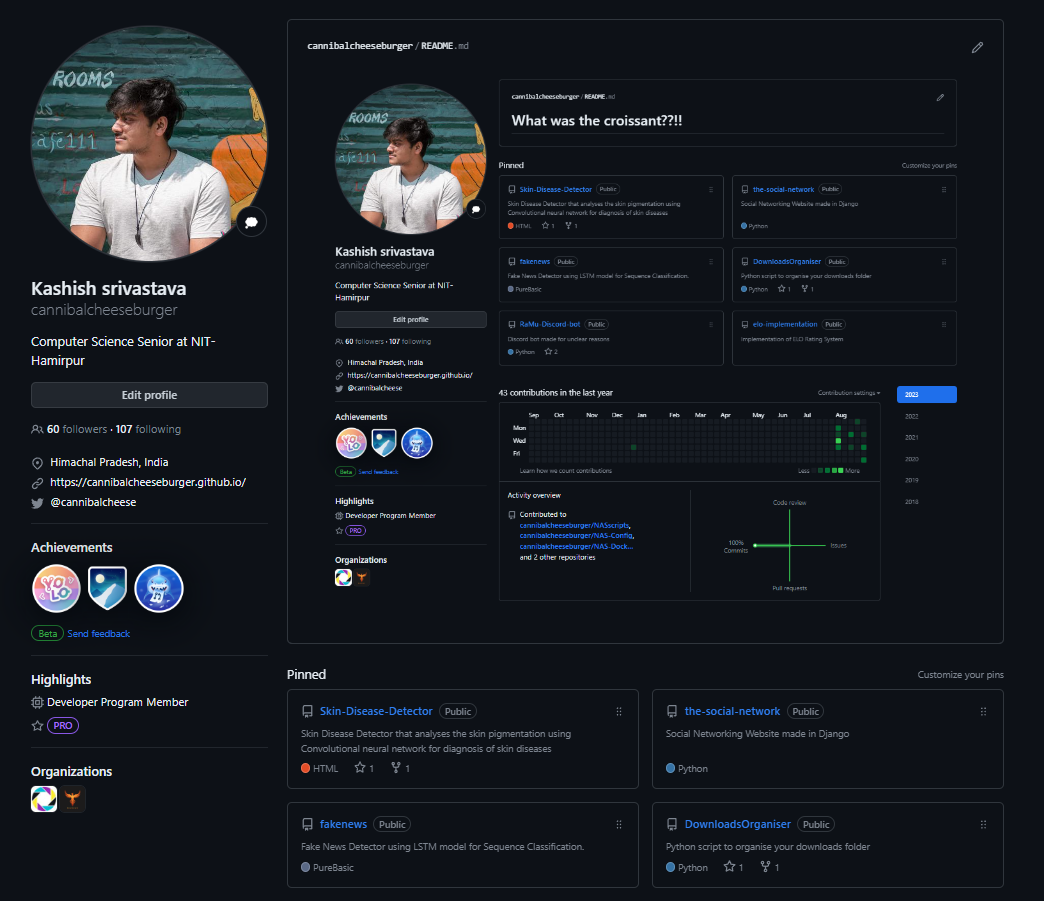 ROOMS
Kashish srivastava
cannibalcheeseburger
Computer Science Senior at NIT-
Hamirpur
Edit profile
60 followers · 107 following
Himachal Pradesh, India
https://cannibalcheeseburger.github.io/
@cannibalcheese
Achievements
YOLO
Beta Send feedback
Highlights
Developer Program Member
PRO
Organizations
cannibalcheeseburger/README.md
ROOMS
Kashish srivastava
cannibalcheeseburger
Computer Science Senior at NIT-
Hamirpur
Edit profile
60 followers · 107 following
Himachal Pradesh, India
https://cannibalcheeseburger.github.io/
@cannibalcheese
Achievements
YOLO
Beta Send feedback
Highlights
Developer Program Member
PRO
Organizations
cannibalcheeseburger/README.md
What was the croissant??!!
Pinned
Customize your pins
Skin-Disease-Detector Public
Skin Disease Detector that analyses the skin pigmentation using
Convolutional neural network for diagnosis of skin diseases
HTML 1 1
the-social-network Public
Social Networking Website made in Django
Python
fakenews Public
Fake News Detector using LSTM model for Sequence Classification.
PureBasic
DownloadsOrganiser Public
Python script to organise your downloads folder
Python 1 1
RaMu-Discord-bot Public
Discord bot made for unclear reasons
Python 2
elo-implementation Public
implementation of ELO Rating System
43 contributions in the last year
Contribution settings
2023
2022
2021
2020
2019
2018
Sep Oct Nov Dec Jan Feb Mar Apr May Jun Jul Aug
Mon
Wed
Fri
Learn how we count contributions
Less More
Activity overview
Contributed to
cannibalcheeseburger/NASscripts,
cannibalcheeseburger/NAS-Config,
cannibalcheeseburger/NAS-Dock...
and 2 other repositories
Code review
100%
Commits
Issues
Pull requests
Pinned
Customize your pins
Skin-Disease-Detector Public
Skin Disease Detector that analyses the skin pigmentation using
Convolutional neural network for diagnosis of skin diseases
HTML 1 1
the-social-network Public
Social Networking Website made in Django
Python
fakenews Public
Fake News Detector using LSTM model for Sequence Classification.
PureBasic
DownloadsOrganiser Public
Python script to organise your downloads folder
Python 1 1